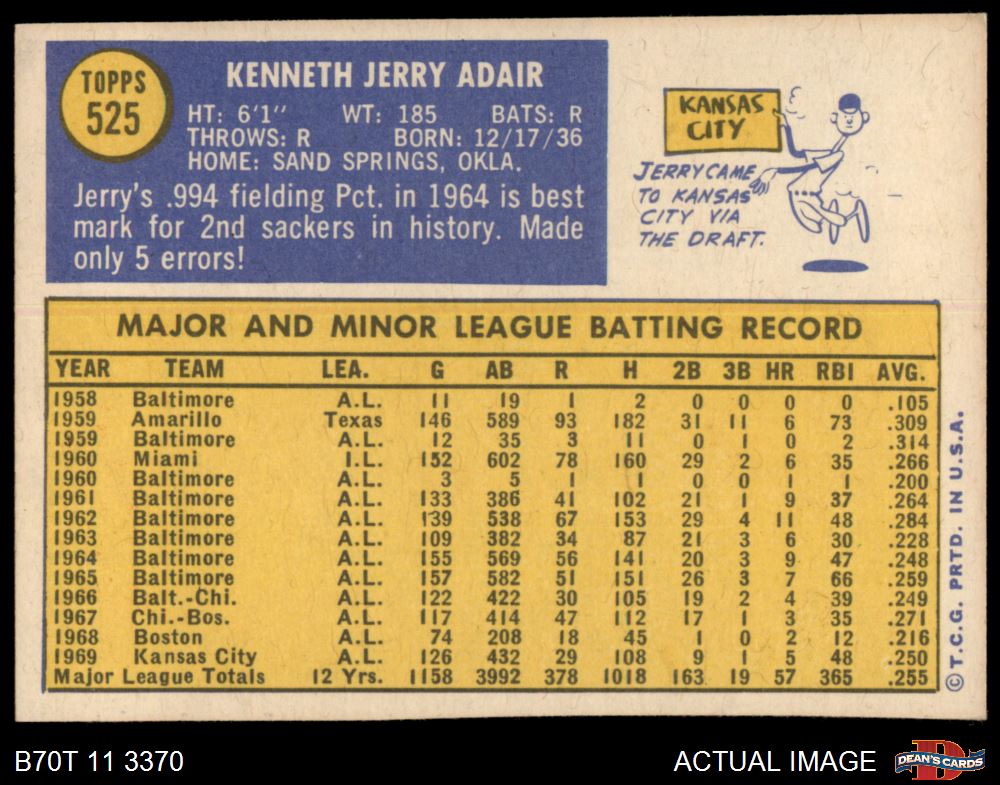 TOPPS
525
KENNETH JERRY ADAIR
HT: 6'1" WT: 185 BATS: R
THROWS: R BORN: 12/17/36
HOME: SAND SPRINGS, OKLA.
Jerry's .994 fielding Pct. in 1964 is best
mark for 2nd sackers in history. Made
only 5 errors!
KANSAS
CITY
JERRY CAME
TO KANSAS
CITY VIA
THE DRAFT.
MAJOR AND MINOR LEAGUE BATTING RECORD
YEAR TEAM LEA. G AB R H 2B 3B HR RBI AVG.
1958 Baltimore A.L. 11 19 1 2 0 0 0 0 .105
1959 Amarillo Texas 146 589 93 182 31 11 6 73 .309
1959 Baltimore A.L. 12 35 3 11 0 1 0 2 .314
1960 Miami I.L. 152 602 78 160 29 2 6 35 .266
1960 Baltimore A.L. 3 5 1 1 0 0 1 1 .200
1961 Baltimore A.L. 133 386 41 102 21 1 9 37 .264
1962 Baltimore A.L. 139 538 67 153 29 4 11 48 .284
1963 Baltimore A.L. 109 382 34 87 21 3 6 30 .228
1964 Baltimore A.L. 155 569 56 141 20 3 9 47 .248
1965 Baltimore A.L. 157 582 51 151 26 3 7 66 .259
1966 Balt.-Chi. A.L. 122 422 30 105 19 2 4 39 .249
1967 Chi.-Bos. A.L. 117 414 47 112 17 1 3 35 .271
1968 Boston A.L. 74 208 18 45 1 0 2 12 .216
1969 Kansas City A.L. 126 432 29 108 9 1 5 48 .250
Major League Totals 12 Yrs. 1158 3992 378 1018 163 19 57 365 .255
© T.C.G. PRTD. IN U.S.A.
B70T 11 3370
ACTUAL IMAGE
D
DEAN'S CARDS